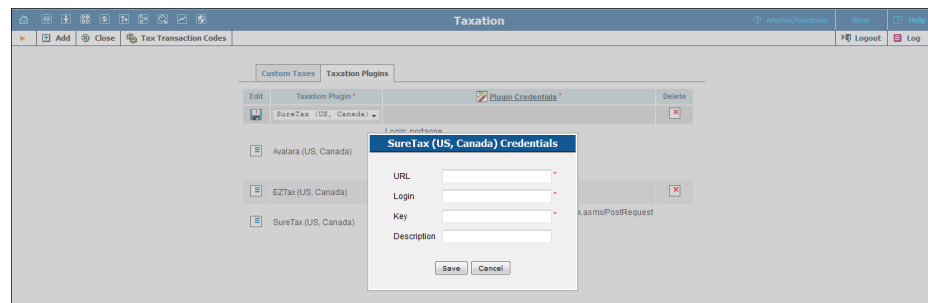 Taxation
America/Vancouver
demo
Help
Add
Close
Tax Transaction Codes
Logout
Log
Custom Taxes
Taxation Plugins
Edit
Taxation Plugin *
Plugin Credentials *
Delete
SureTax (US, Canada)
Login: portaone
Avalara (US, Canada)
EZTax (US, Canada)
SureTax (US, Canada)
x.asmx/PostRequest
SureTax (US, Canada) Credentials
URL *
Login *
Key *
Description
Save
Cancel